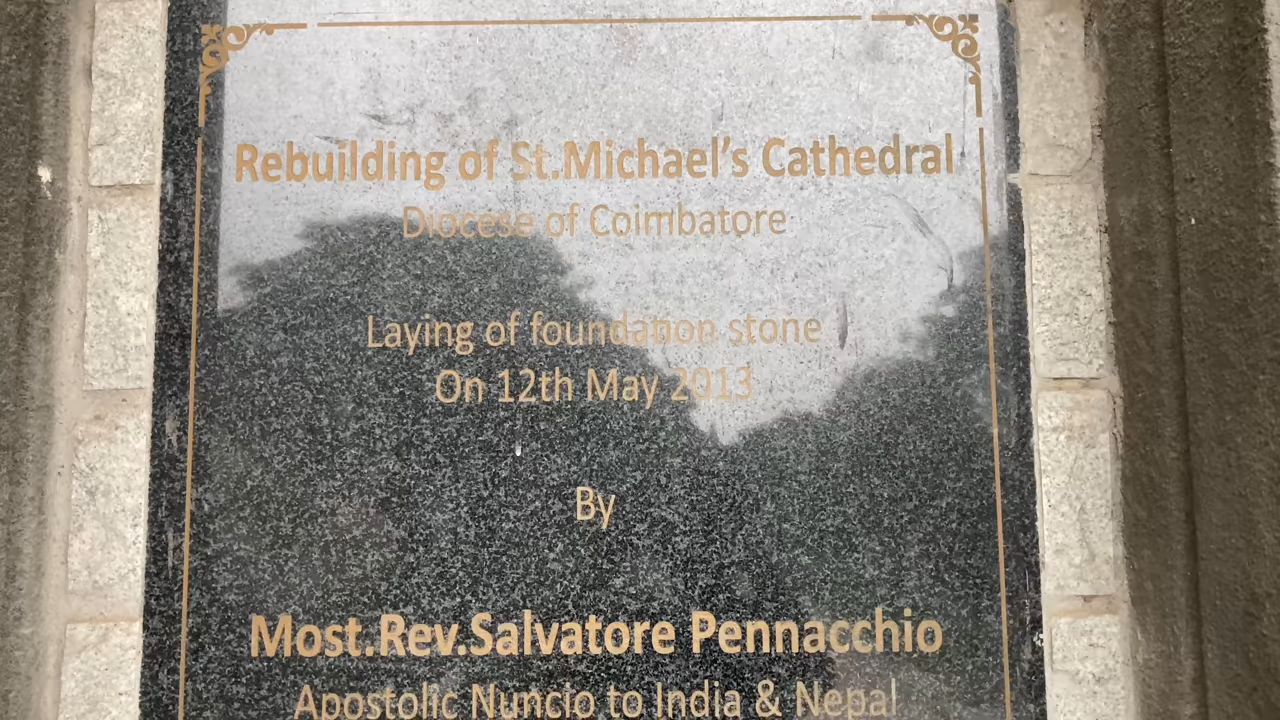 Rebuilding of St.Michael's Cathedral
Diocese of Coimbatore
Laying of foundation stone
On 12th May 2013
By
Most.Rev.Salvatore Pennacchio
Apostolic Nuncio to India & Nepal